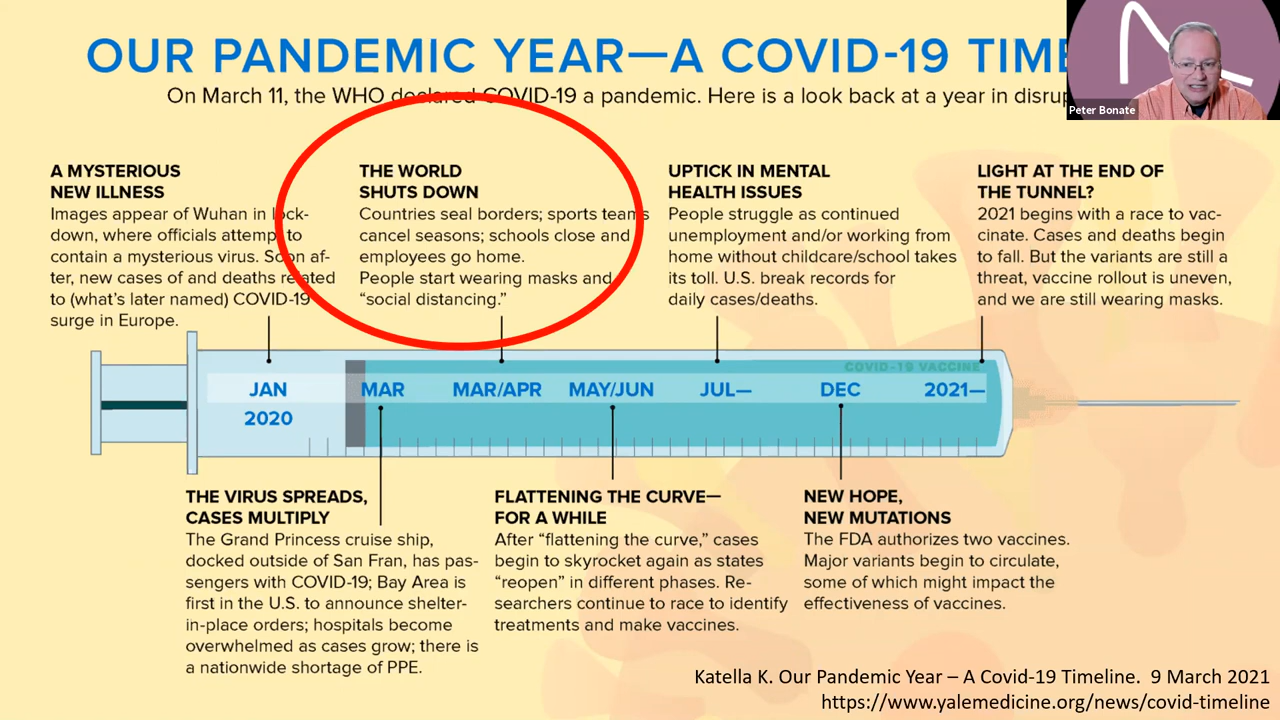 OUR PANDEMIC YEAR—A COVID-19 TIME
On March 11, the WHO declared COVID-19 a pandemic. Here is a look back at a year in disrup
Peter Bonate
A MYSTERIOUS
NEW ILLNESS
Images appear of Wuhan in lock-
down, where officials attempt to
contain a mysterious virus. Soon af-
ter, new cases of and deaths related
to (what's later named) COVID-19
surge in Europe.
THE WORLD
SHUTS DOWN
Countries seal borders; sports teams
cancel seasons; schools close and
employees go home.
People start wearing masks and
“social distancing.”
UPTICK IN MENTAL
HEALTH ISSUES
People struggle as continued
unemployment and/or working from
home without childcare/school takes
its toll. U.S. break records for
daily cases/deaths.
LIGHT AT THE END OF
THE TUNNEL?
2021 begins with a race to vac-
cinate. Cases and deaths begin
to fall. But the variants are still a
threat, vaccine rollout is uneven,
and we are still wearing masks.
COVID-19 VACCINE
JAN
2020
MAR
MAR/APR
MAY/JUN
JUL—
DEC
2021—
THE VIRUS SPREADS,
CASES MULTIPLY
The Grand Princess cruise ship,
docked outside of San Fran, has pas-
sengers with COVID-19; Bay Area is
first in the U.S. to announce shelter-
in-place orders; hospitals become
overwhelmed as cases grow; there is
a nationwide shortage of PPE.
FLATTENING THE CURVE—
FOR A WHILE
After “flattening the curve,” cases
begin to skyrocket again as states
“reopen” in different phases. Re-
searchers continue to race to identify
treatments and make vaccines.
NEW HOPE,
NEW MUTATIONS
The FDA authorizes two vaccines.
Major variants begin to circulate,
some of which might impact the
effectiveness of vaccines.
Katella K. Our Pandemic Year – A Covid-19 Timeline. 9 March 2021
https://www.yalemedicine.org/news/covid-timeline